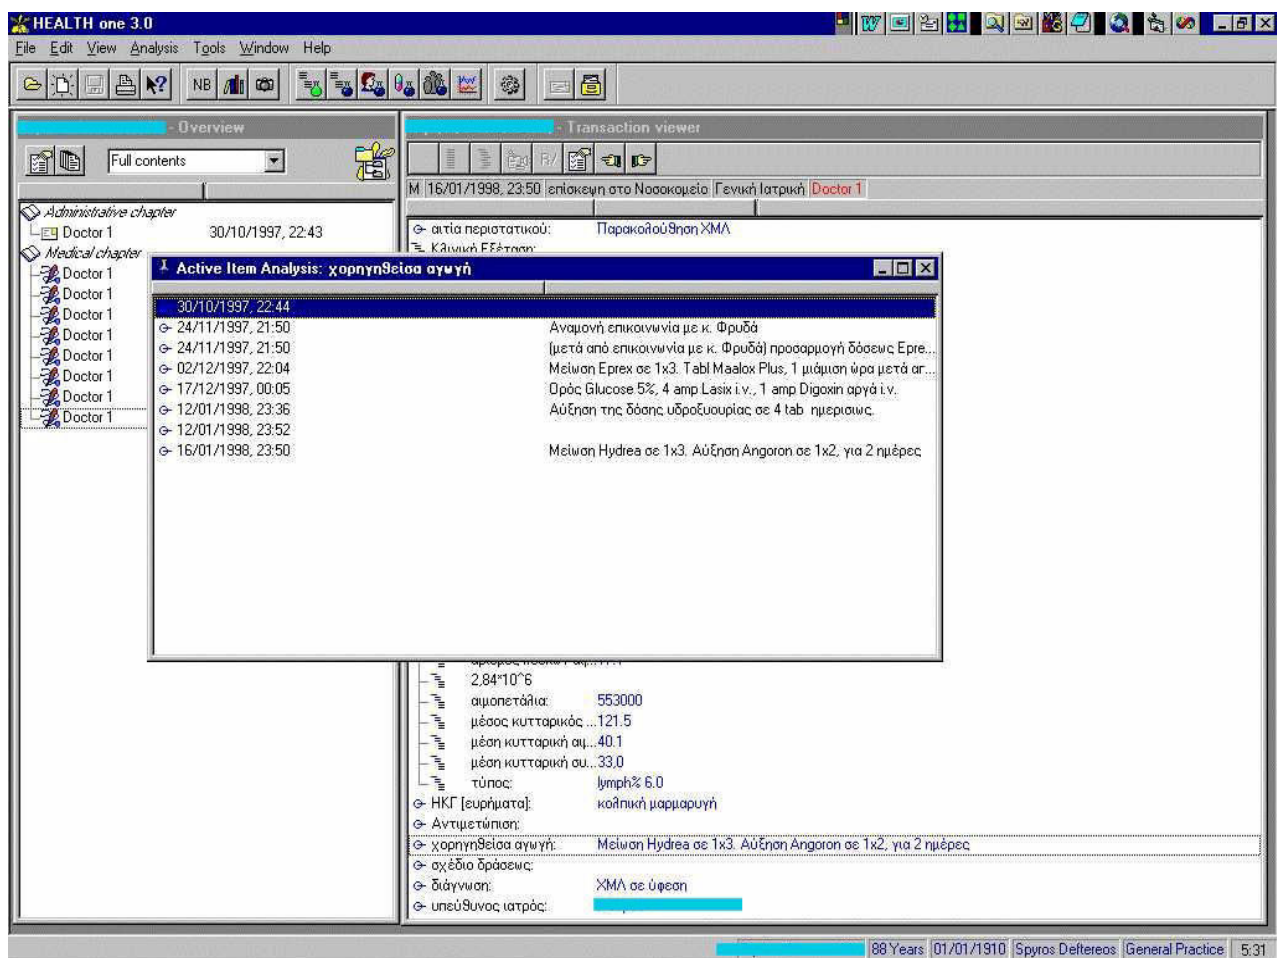 HEALTH one 3.0
File Edit View Analysis Tools Window Help
NB
- Overview
Full contents
Administrative chapter
Doctor 1 30/10/1997, 22:43
Medical chapter
Doctor 1
Doctor 1
Doctor 1
Doctor 1
Doctor 1
Doctor 1
Doctor 1
Doctor 1
- Transaction viewer
R/
M 16/01/1998, 23:50 επίσκεψη στο Νοσοκομείο Γενική Ιατρική Doctor 1
αιτία περιστατικού: Παρακολούθηση ΧΜΛ
Κλινική Εξέταση:
Active Item Analysis: χορηγηθείσα αγωγή
30/10/1997, 22:44
24/11/1997, 21:50 Αναμονή επικοινωνία με κ. Φρυδά
24/11/1997, 21:50 (μετά από επικοινωνία με κ. Φρυδά) προσαρμογή δόσεως Epre...
02/12/1997, 22:04 Μείωση Eprex σε 1x3. Tabl Maalox Plus, 1 μιάμιση ώρα μετά απ...
17/12/1997, 00:05 Ορός Glucose 5%, 4 amp Lasix i.v., 1 amp Digoxin αργά i.v.
12/01/1998, 23:36 Αύξηση της δόσης υδροξυουρίας σε 4 tab ημερισιως.
12/01/1998, 23:52
16/01/1998, 23:50 Μείωση Hydrea σε 1x3. Αύξηση Angoron σε 1x2, για 2 ημέρες
2,84*10^6
αιμοπετάλια: 553000
μέσος κυτταρικός ...121.5
μέση κυτταρική αιμ...40.1
μέση κυτταρική συ...33,0
τύπος: lymph% 6.0
ΗΚΓ [ευρήματα]: κολπική μαρμαρυγή
Αντιμετώπιση:
χορηγηθείσα αγωγή: Μείωση Hydrea σε 1x3. Αύξηση Angoron σε 1x2, για 2 ημέρες
σχέδιο δράσεως:
διάγνωση: ΧΜΛ σε ύφεση
υπεύθυνος ιατρός:
88 Years 01/01/1910 Spyros Deftereos General Practice 5:31